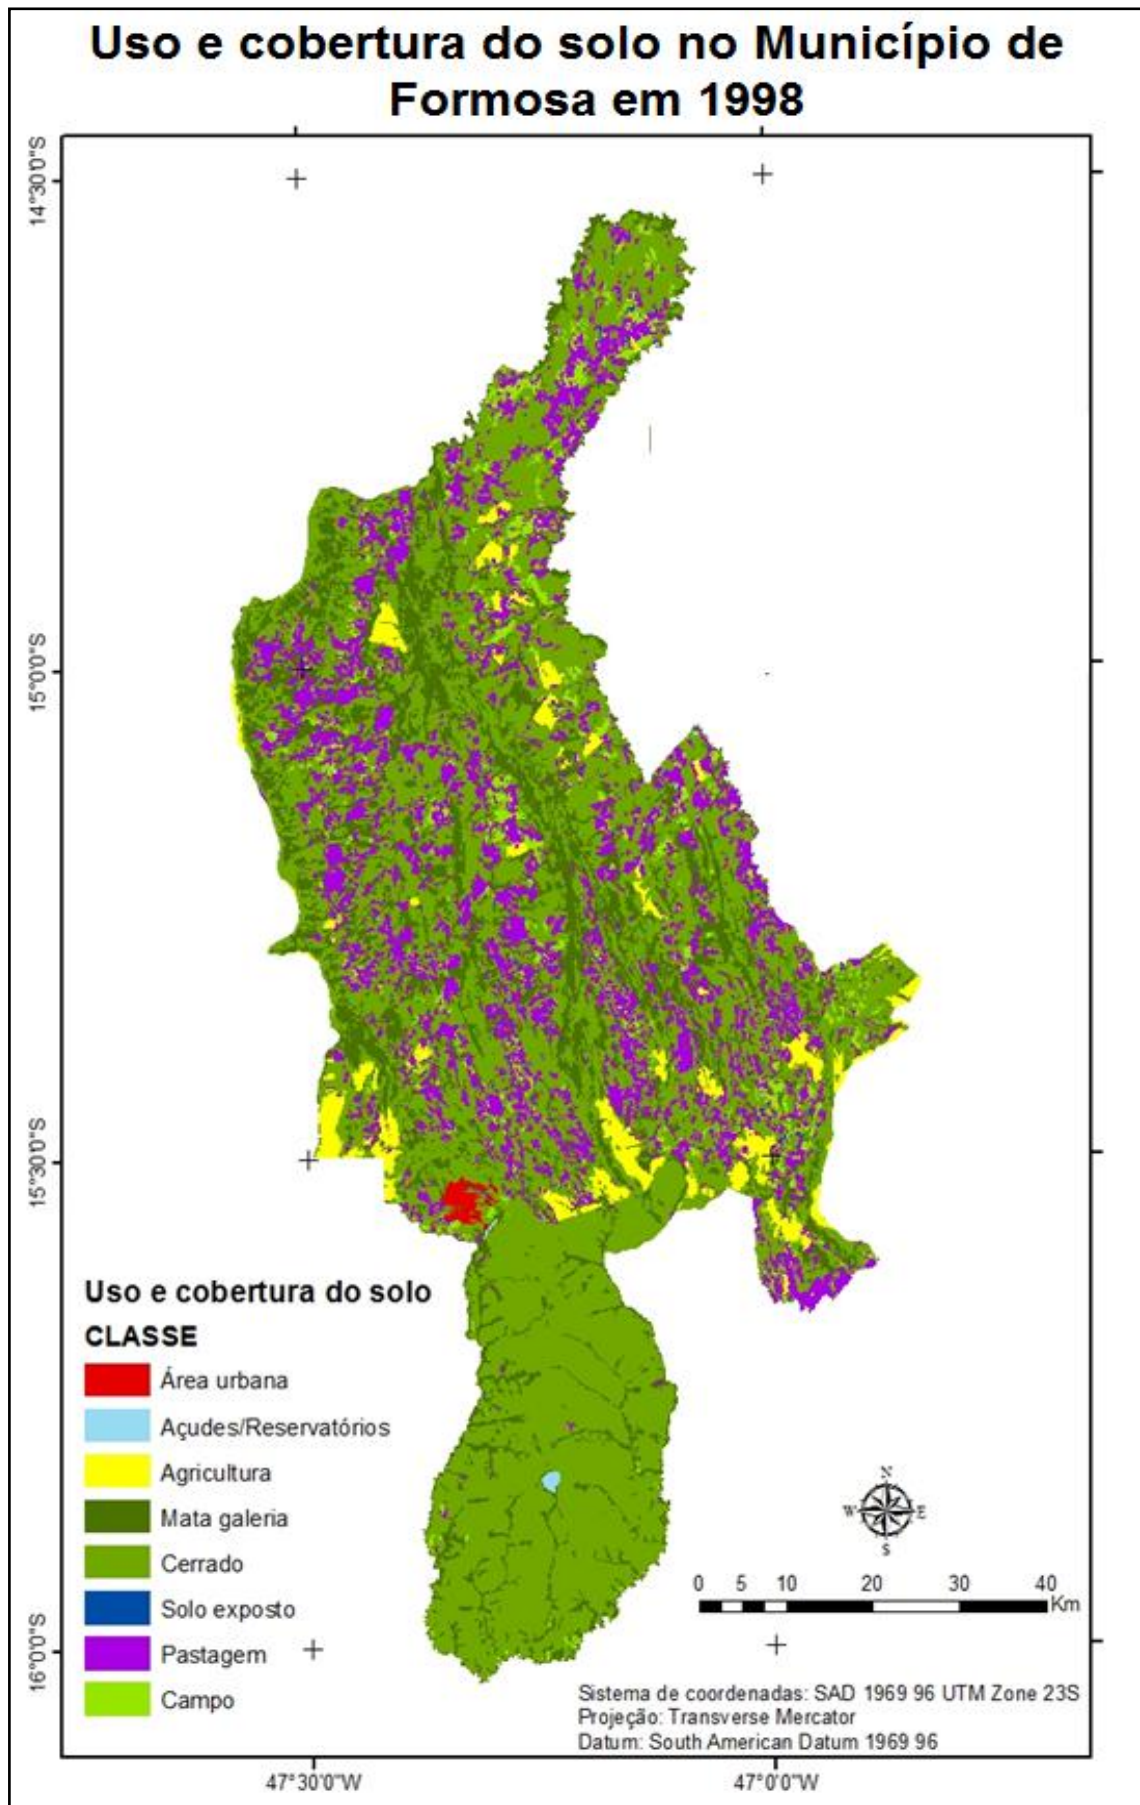 Uso e cobertura do solo no Município de
Formosa em 1998
14°30'0"S
15°0'0"S
15°30'0"S
16°0'0"S
Uso e cobertura do solo
CLASSE
Área urbana
Açudes/Reservatórios
Agricultura
Mata galeria
Cerrado
Solo exposto
Pastagem
Campo
N
W E
S
0 5 10 20 30 40
Km
Sistema de coordenadas: SAD 1969 96 UTM Zone 23S
Projeção: Transverse Mercator
Datum: South American Datum 1969 96
47°30'0"W 47°0'0"W